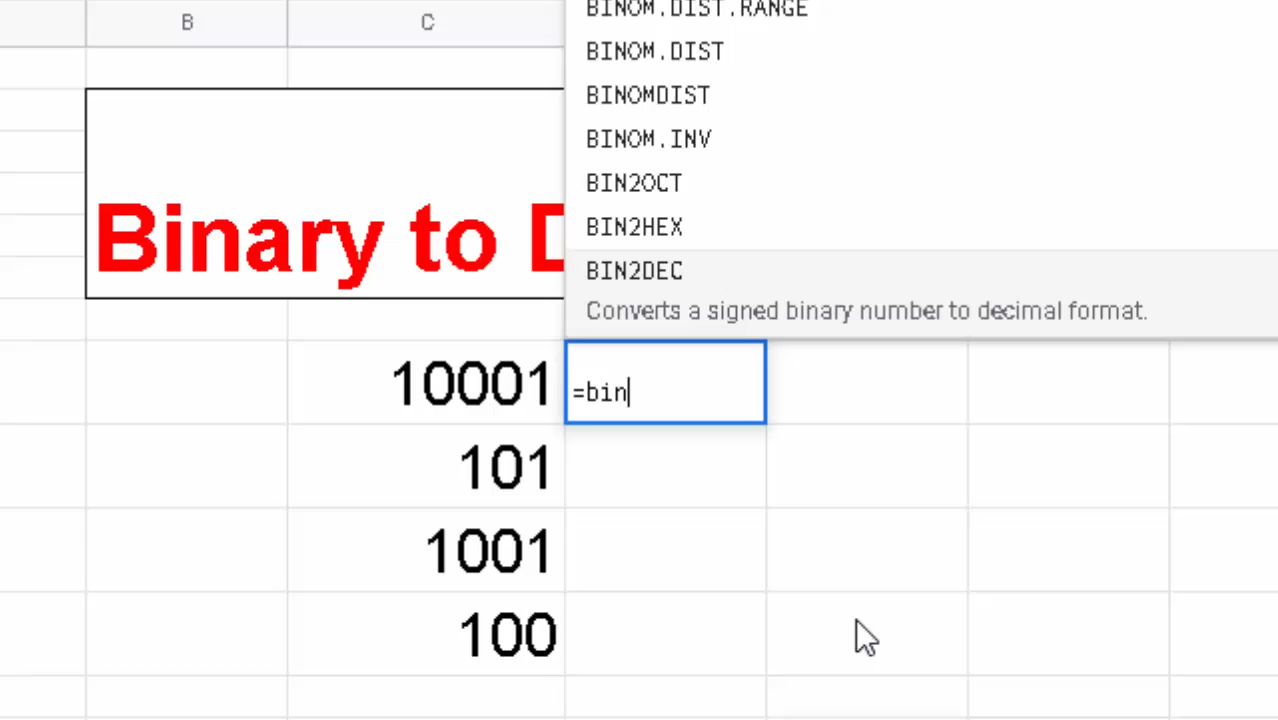 B C
BINOM.DIST.RANGE
BINOM.DIST
BINOMDIST
BINOM.INV
BIN2OCT
BIN2HEX
BIN2DEC
Converts a signed binary number to decimal format.
Binary to D
10001 =bin
101
1001
100